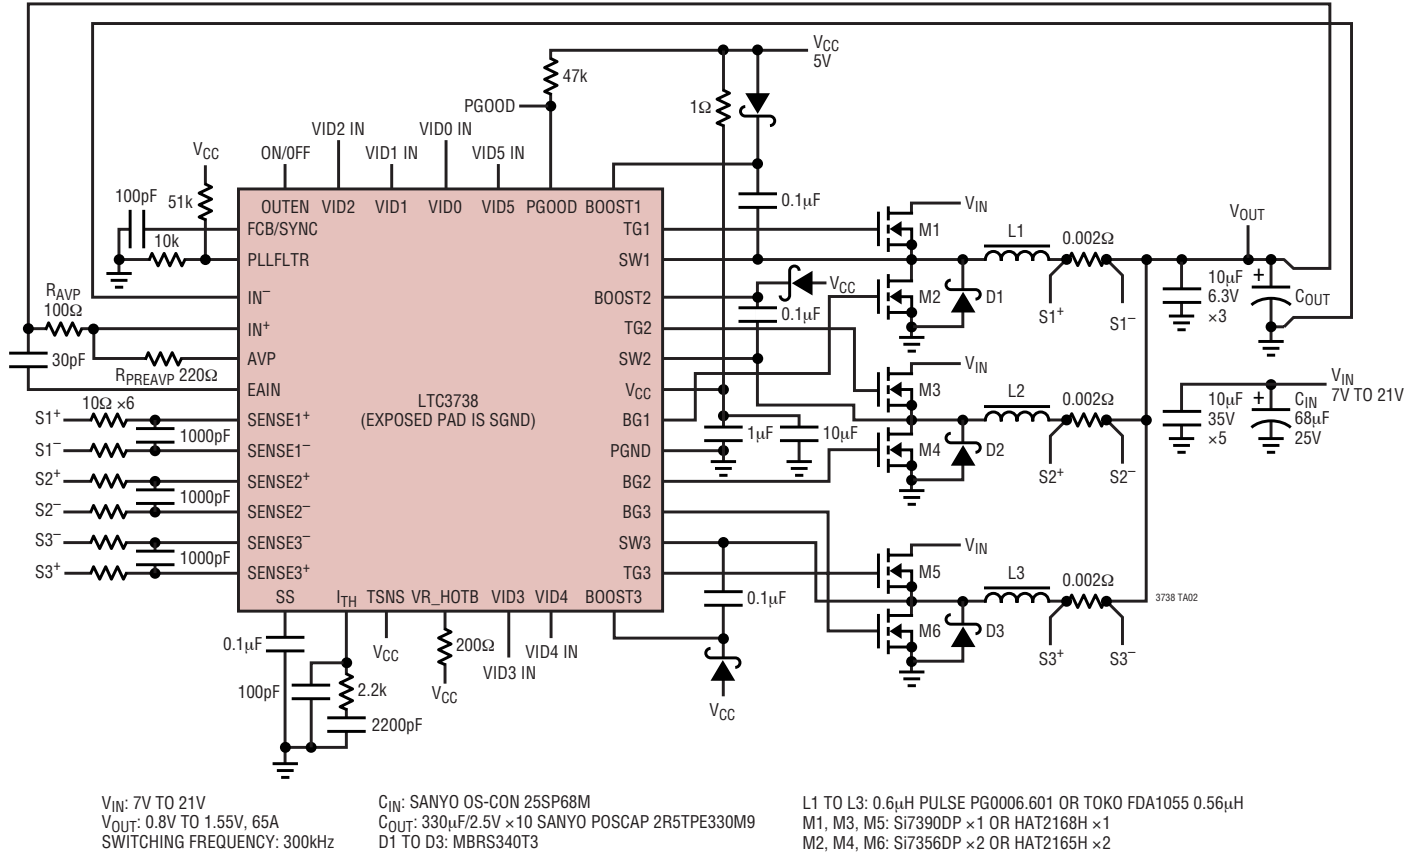 VCC
5V
47k
1Ω
PGOOD
VID2 IN
VID0 IN
VCC
ON/0FF
VID1 IN
VID5 IN
100pF
51k
10k
OUTEN
VID2
VID1
VID0
VID5
PGOOD
BOOST1
0.1µF
FCB/SYNC
PLLFLTR
IN–
IN+
AVP
EAIN
SENSE1+
SENSE1–
SENSE2+
SENSE2–
SENSE3–
SENSE3+
TG1
SW1
BOOST2
TG2
SW2
VCC
BG1
PGND
BG2
BG3
SW3
TG3
LTC3738
(EXPOSED PAD IS SGND)
SS
ITH
TSNS
VR_HOTB
VID3
VID4
BOOST3
RAVP
100Ω
30pF
RPREAVP 220Ω
10Ω ×6
S1+
S1–
S2+
S2–
S3–
S3+
1000pF
1000pF
1000pF
0.1µF
100pF
2.2k
2200pF
VCC
200Ω
VCC
VID3 IN
VID4 IN
VCC
0.1µF
1µF
10µF
0.1µF
VCC
VIN
M1
M2
D1
L1
0.002Ω
S1+
S1–
VOUT
10µF
6.3V
×3
+
COUT
VIN
M3
M4
D2
L2
0.002Ω
S2+
S2–
VIN
7V TO 21V
10µF
35V
×5
+
CIN
68µF
25V
VIN
M5
M6
D3
L3
0.002Ω
S3+
S3–
3738 TA02
VIN: 7V TO 21V
VOUT: 0.8V TO 1.55V, 65A
SWITCHING FREQUENCY: 300kHz
CIN: SANYO OS-CON 25SP68M
COUT: 330µF/2.5V ×10 SANYO POSCAP 2R5TPE330M9
D1 TO D3: MBRS340T3
L1 TO L3: 0.6µH PULSE PG0006.601 OR TOKO FDA1055 0.56µH
M1, M3, M5: Si7390DP ×1 OR HAT2168H ×1
M2, M4, M6: Si7356DP ×2 OR HAT2165H ×2